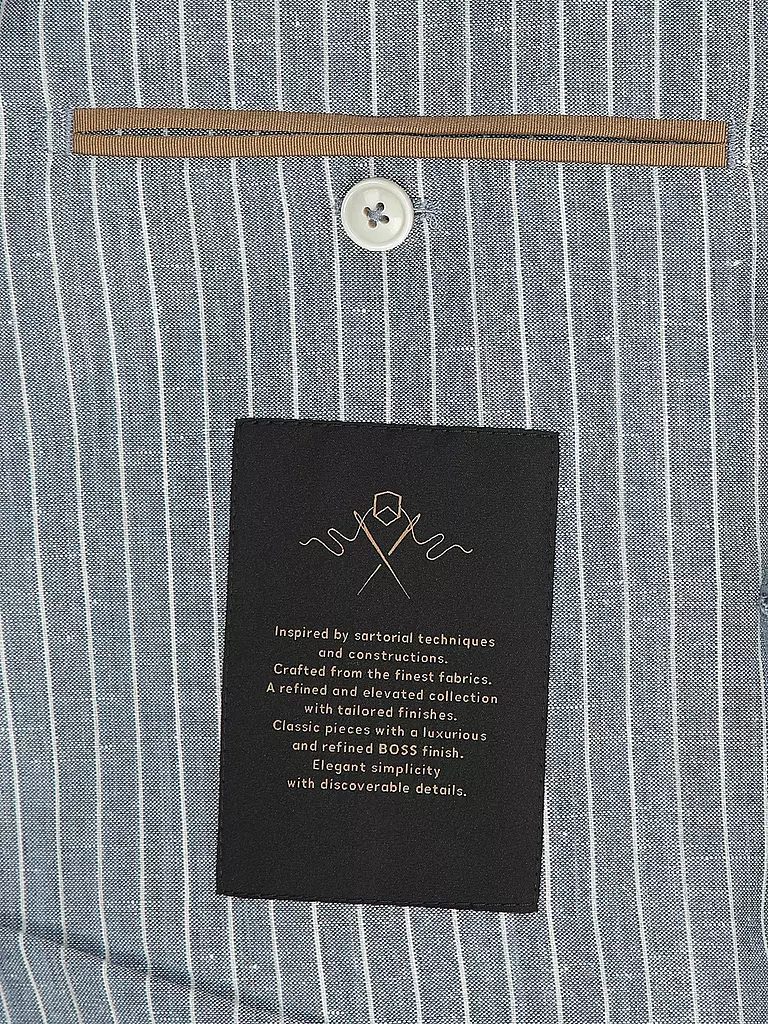 Inspired by sartorial techniques
and constructions.
Crafted from the finest fabrics.
A refined and elevated collection
with tailored finishes.
Classic pieces with a luxurious
and refined BOSS finish.
Elegant simplicity
with discoverable details.